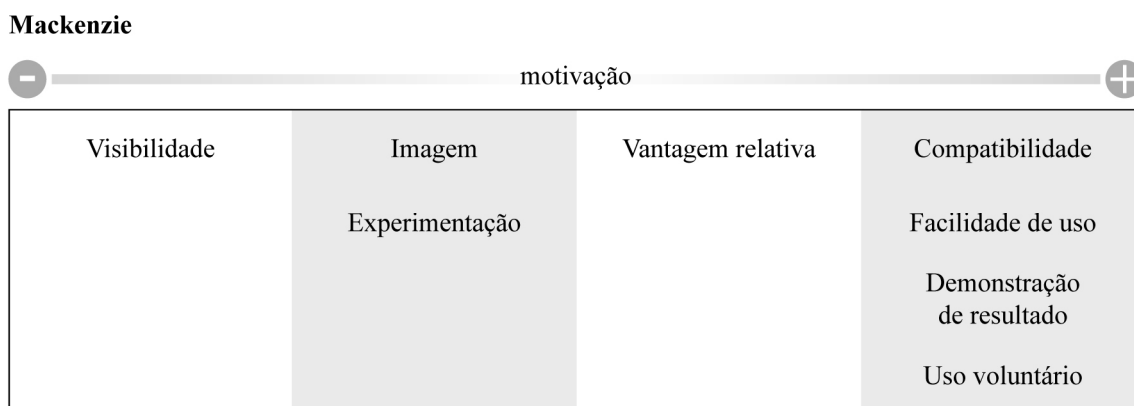 Mackenzie
- motivação +
Visibilidade Imagem Vantagem relativa Compatibilidade
Experimentação Facilidade de uso
Demonstração
de resultado
Uso voluntário